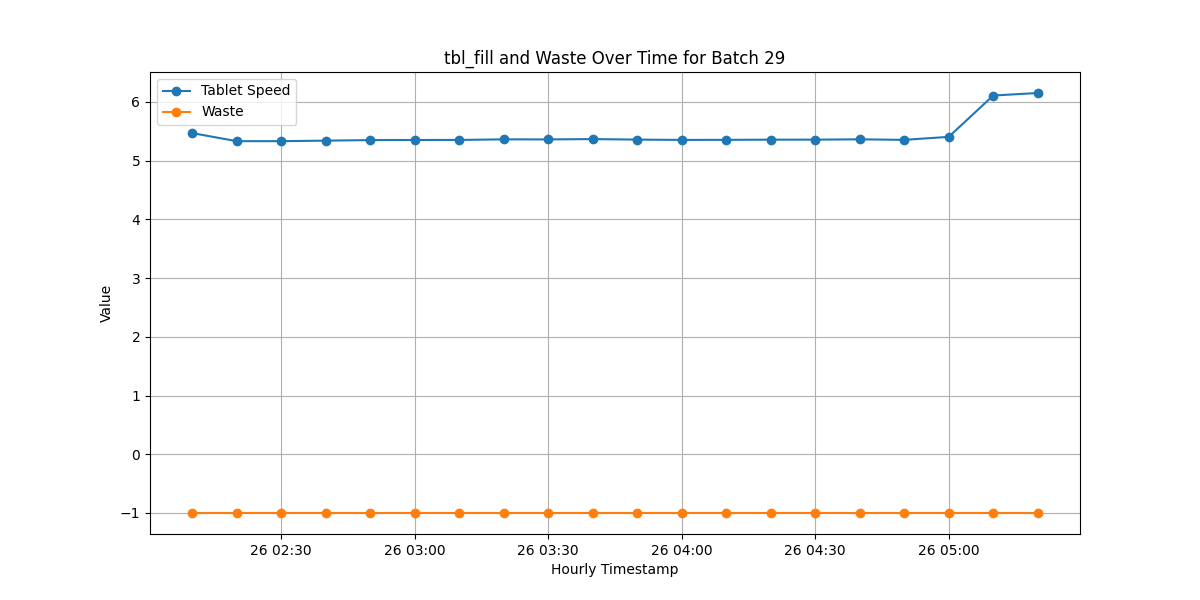 tbl_fill and Waste Over Time for Batch 29
Tablet Speed
Waste
6
5
4
3
2
1
0
−1
Value
26 02:30 26 03:00 26 03:30 26 04:00 26 04:30 26 05:00
Hourly Timestamp